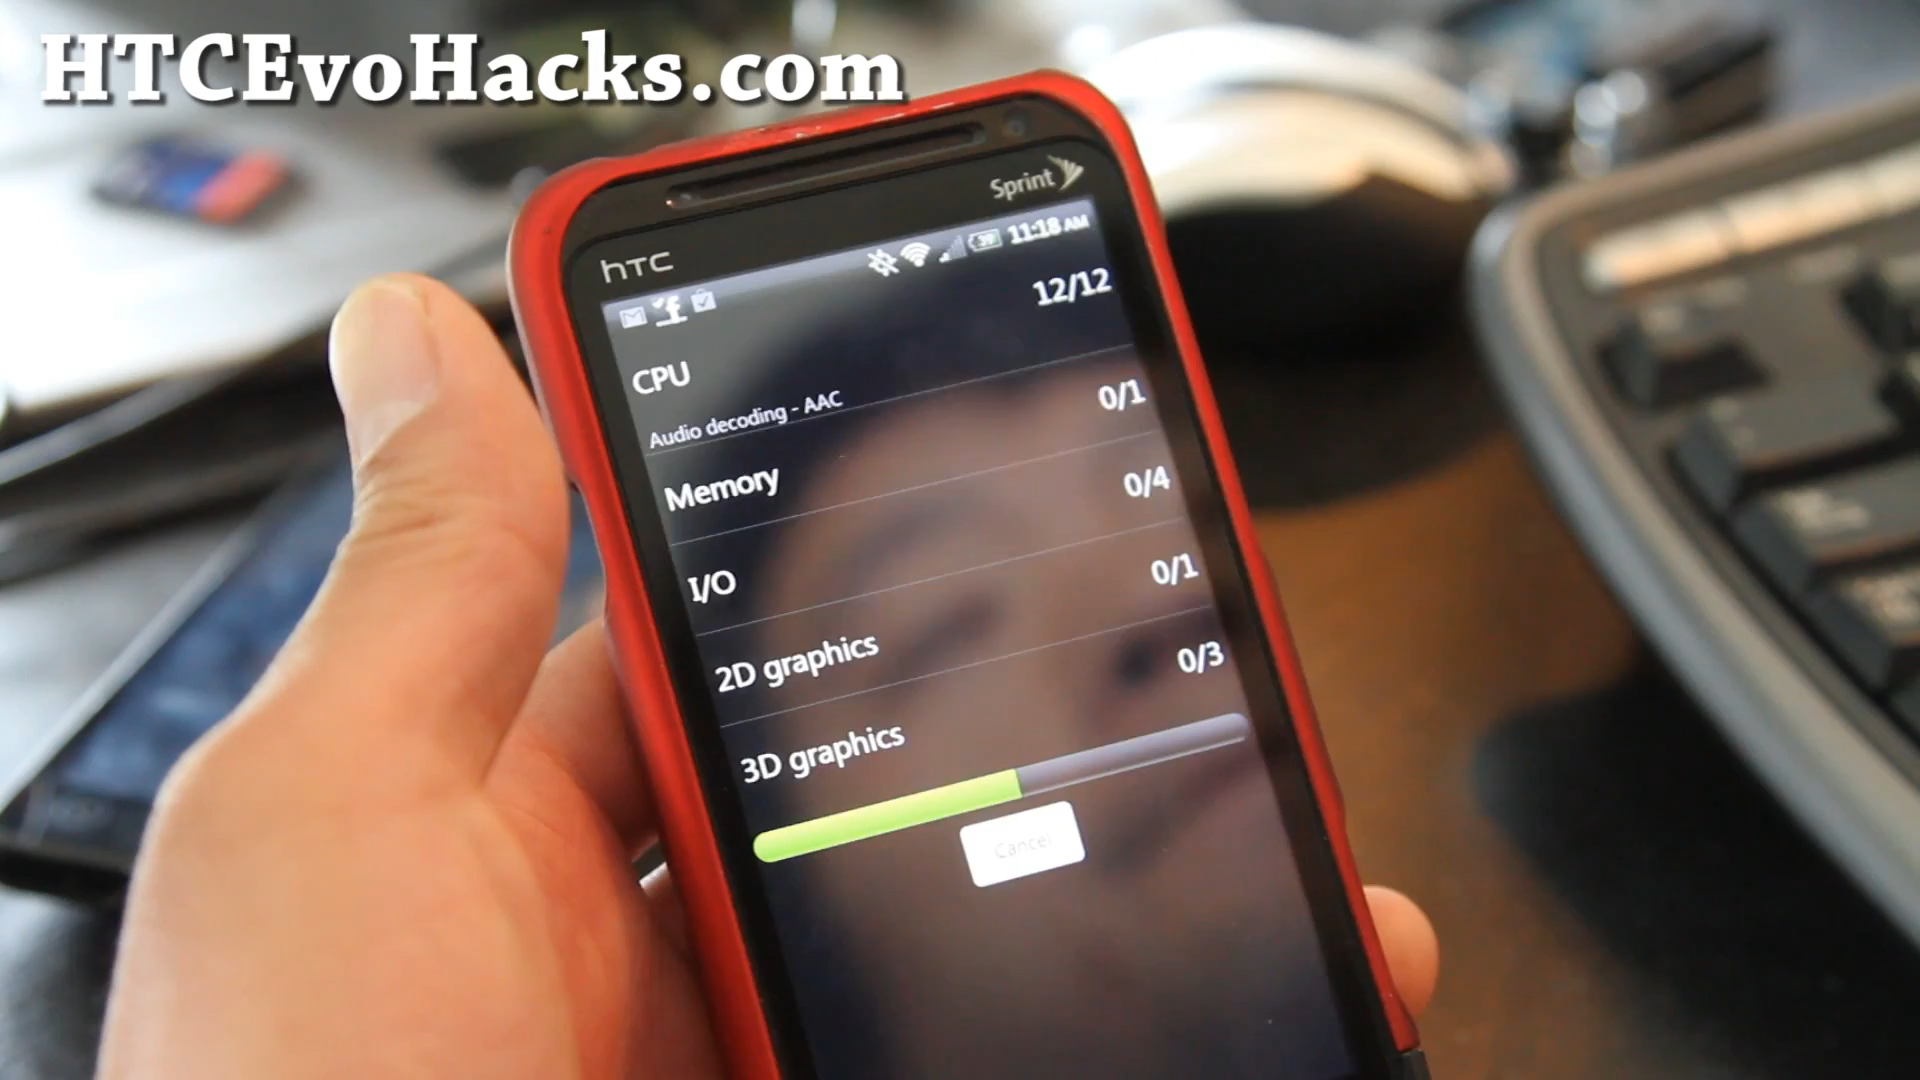 HTCEvoHacks.com
Sprint
hTC
39 11:18 AM
12/12
CPU
Audio decoding - AAC
0/1
Memory
0/4
I/O
0/1
2D graphics
0/3
3D graphics
Cancel